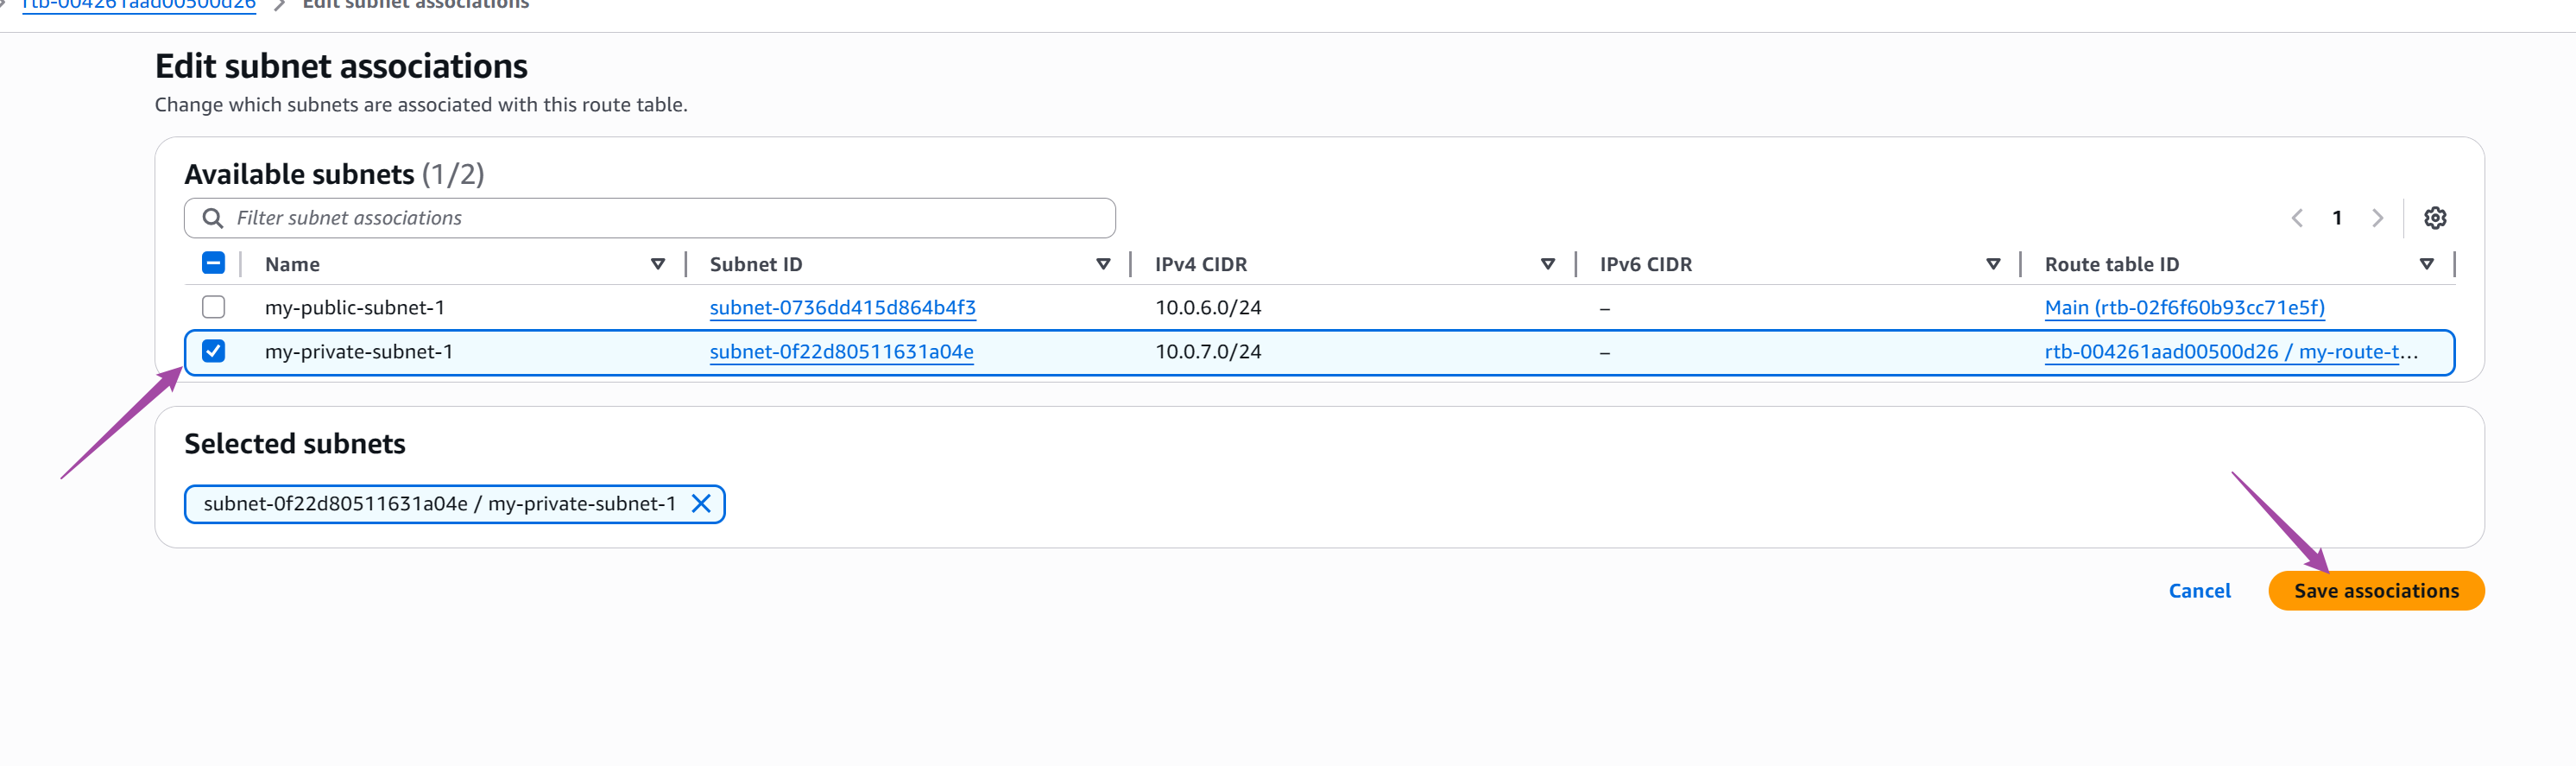 rtb-004261aad00500d26 > Edit subnet associations
Edit subnet associations
Change which subnets are associated with this route table.
Available subnets (1/2)
Filter subnet associations
1
Name Subnet ID IPv4 CIDR IPv6 CIDR Route table ID
my-public-subnet-1 subnet-0736dd415d864b4f3 10.0.6.0/24 – Main (rtb-02f6f60b93cc71e5f)
my-private-subnet-1 subnet-0f22d80511631a04e 10.0.7.0/24 – rtb-004261aad00500d26 / my-route-t...
Selected subnets
subnet-0f22d80511631a04e / my-private-subnet-1
Cancel Save associations